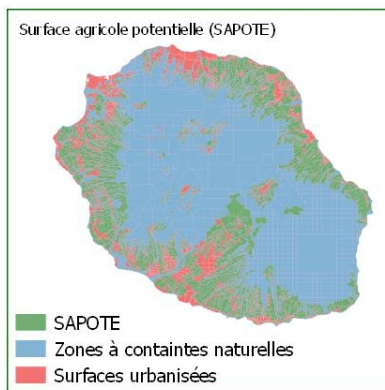 Surface agricole potentielle (SAPOTE)
SAPOTE
Zones à containtes naturelles
Surfaces urbanisées